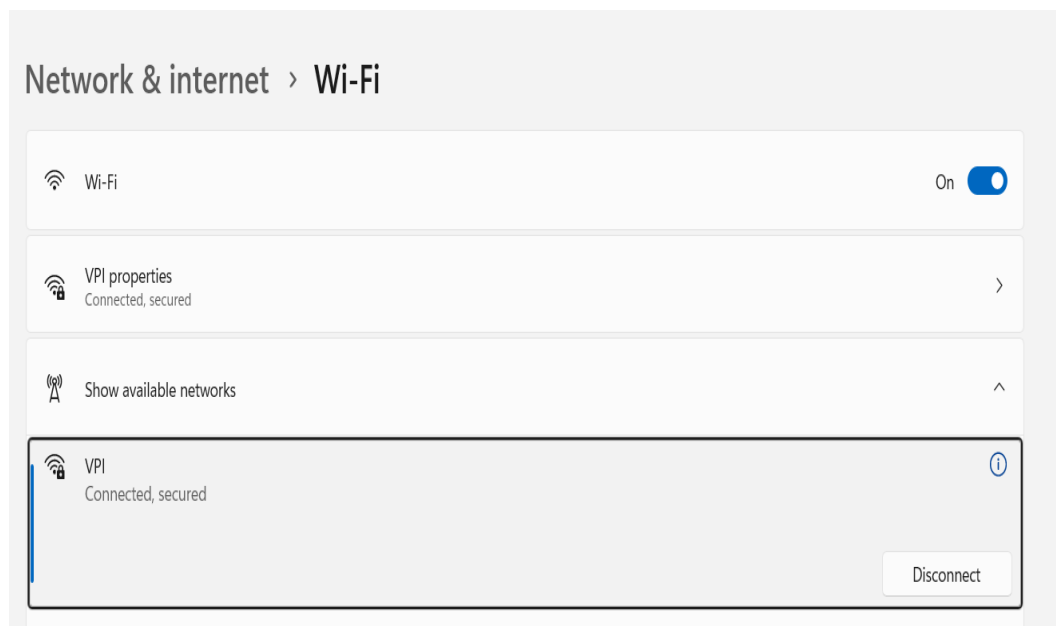 Network & internet > Wi-Fi
Wi-Fi
On
VPI properties
Connected, secured
Show available networks
VPI
Connected, secured
Disconnect